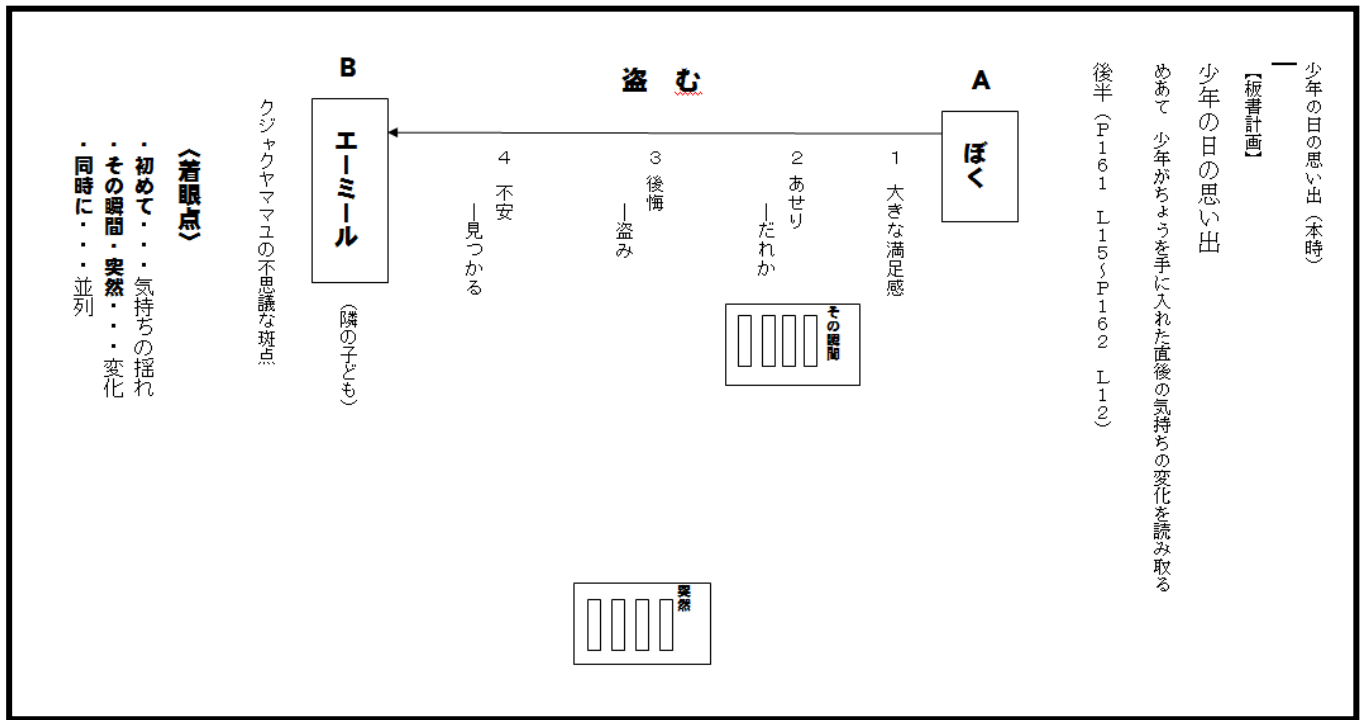 少年の日の思い出（本時）
【板書計画】
少年の日の思い出
めあて　少年がちょうを手に入れた直後の気持ちの変化を読み取る
後半（Ｐ１６１　Ｌ１５～Ｐ１６２　Ｌ１２）
A
ぼく
盗　む
１　大きな満足感
２　あせり
―だれか
その瞬間
３　後悔
―盗み
突然
４　不安
―見つかる
B
エーミール
（隣の子ども）
クジャクヤママユの不思議な斑点
〈着眼点〉
・初めて・・・気持ちの揺れ
・その瞬間・突然・・・変化
・同時に・・・並列